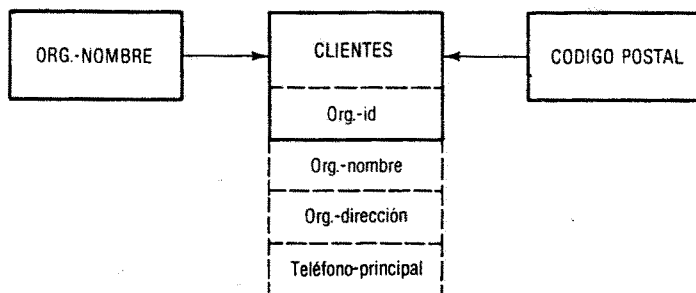 ORG.-NOMBRE
CLIENTES
CODIGO POSTAL
Org.-id
Org.-nombre
Org.-dirección
Teléfono-principal